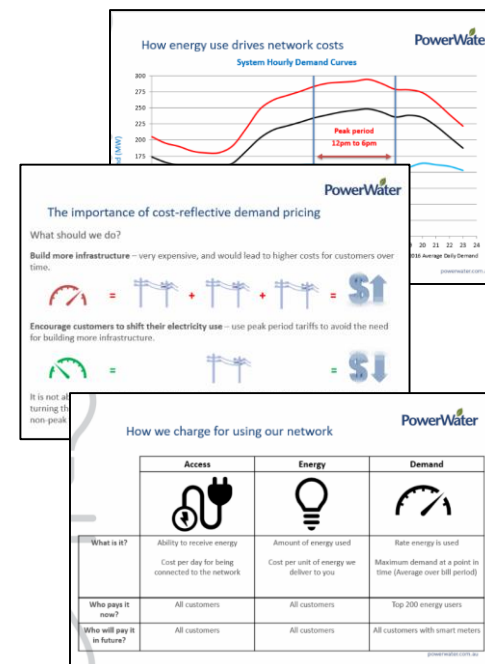 How energy use drives network costs
PowerWater
System Hourly Demand Curves
300
275
250
225
200
175
(MW)
Peak period
12pm to 6pm
20 21 22 23 24
2016 Average Daily Demand
powerwater.com.
PowerWater
The importance of cost-reflective demand pricing
What should we do?
Build more infrastructure – very expensive, and would lead to higher costs for customers over
time.
= + + = $
Encourage customers to shift their electricity use – use peak period tariffs to avoid the need
for building more infrastructure.
= = $
It is not
turning
non-peak
PowerWater
How we charge for using our network
Access Energy Demand
What is it? Ability to receive energy Amount of energy used Rate energy is used
Cost per day for being Cost per unit of energy we Maximum demand at a point in
connected to the network deliver to you time (Average over bill period)
Who pays it All customers All customers Top 200 energy users
now?
Who will pay it All customers All customers All customers with smart meters
in future?
powerwater.com.au